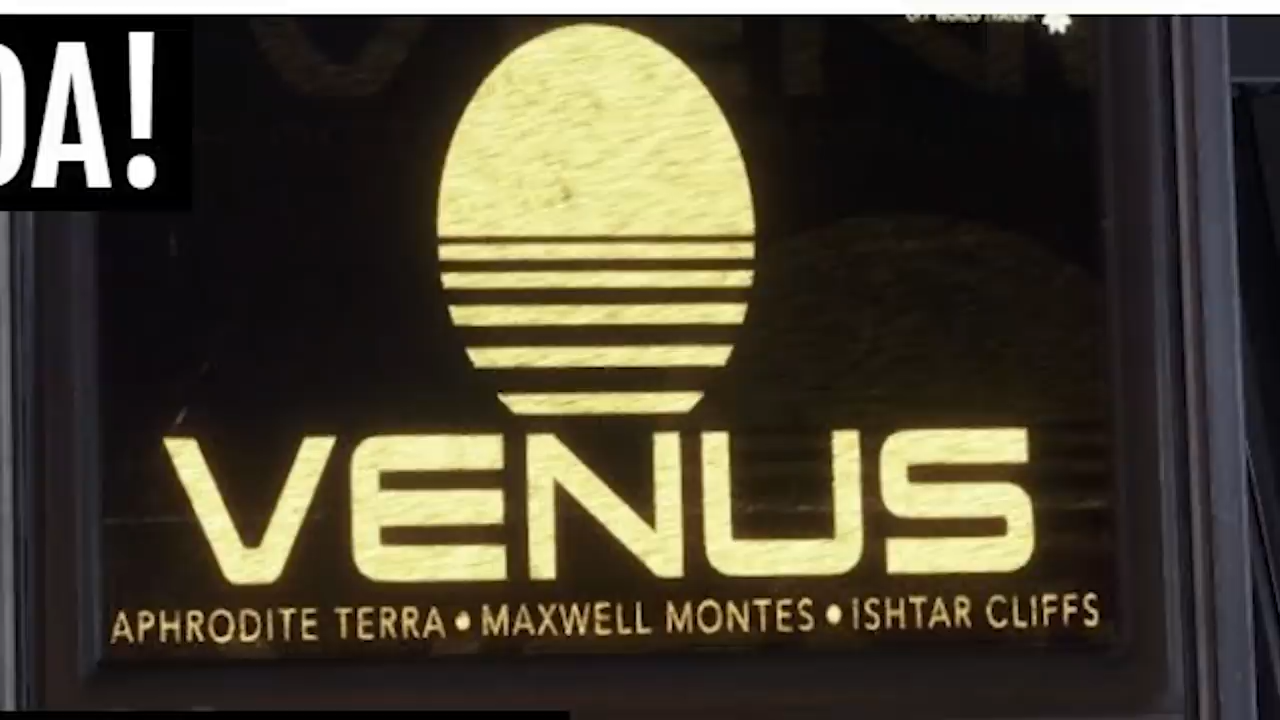 DA!
VENUS
APHRODITE TERRA • MAXWELL MONTES • ISHTAR CLIFFS